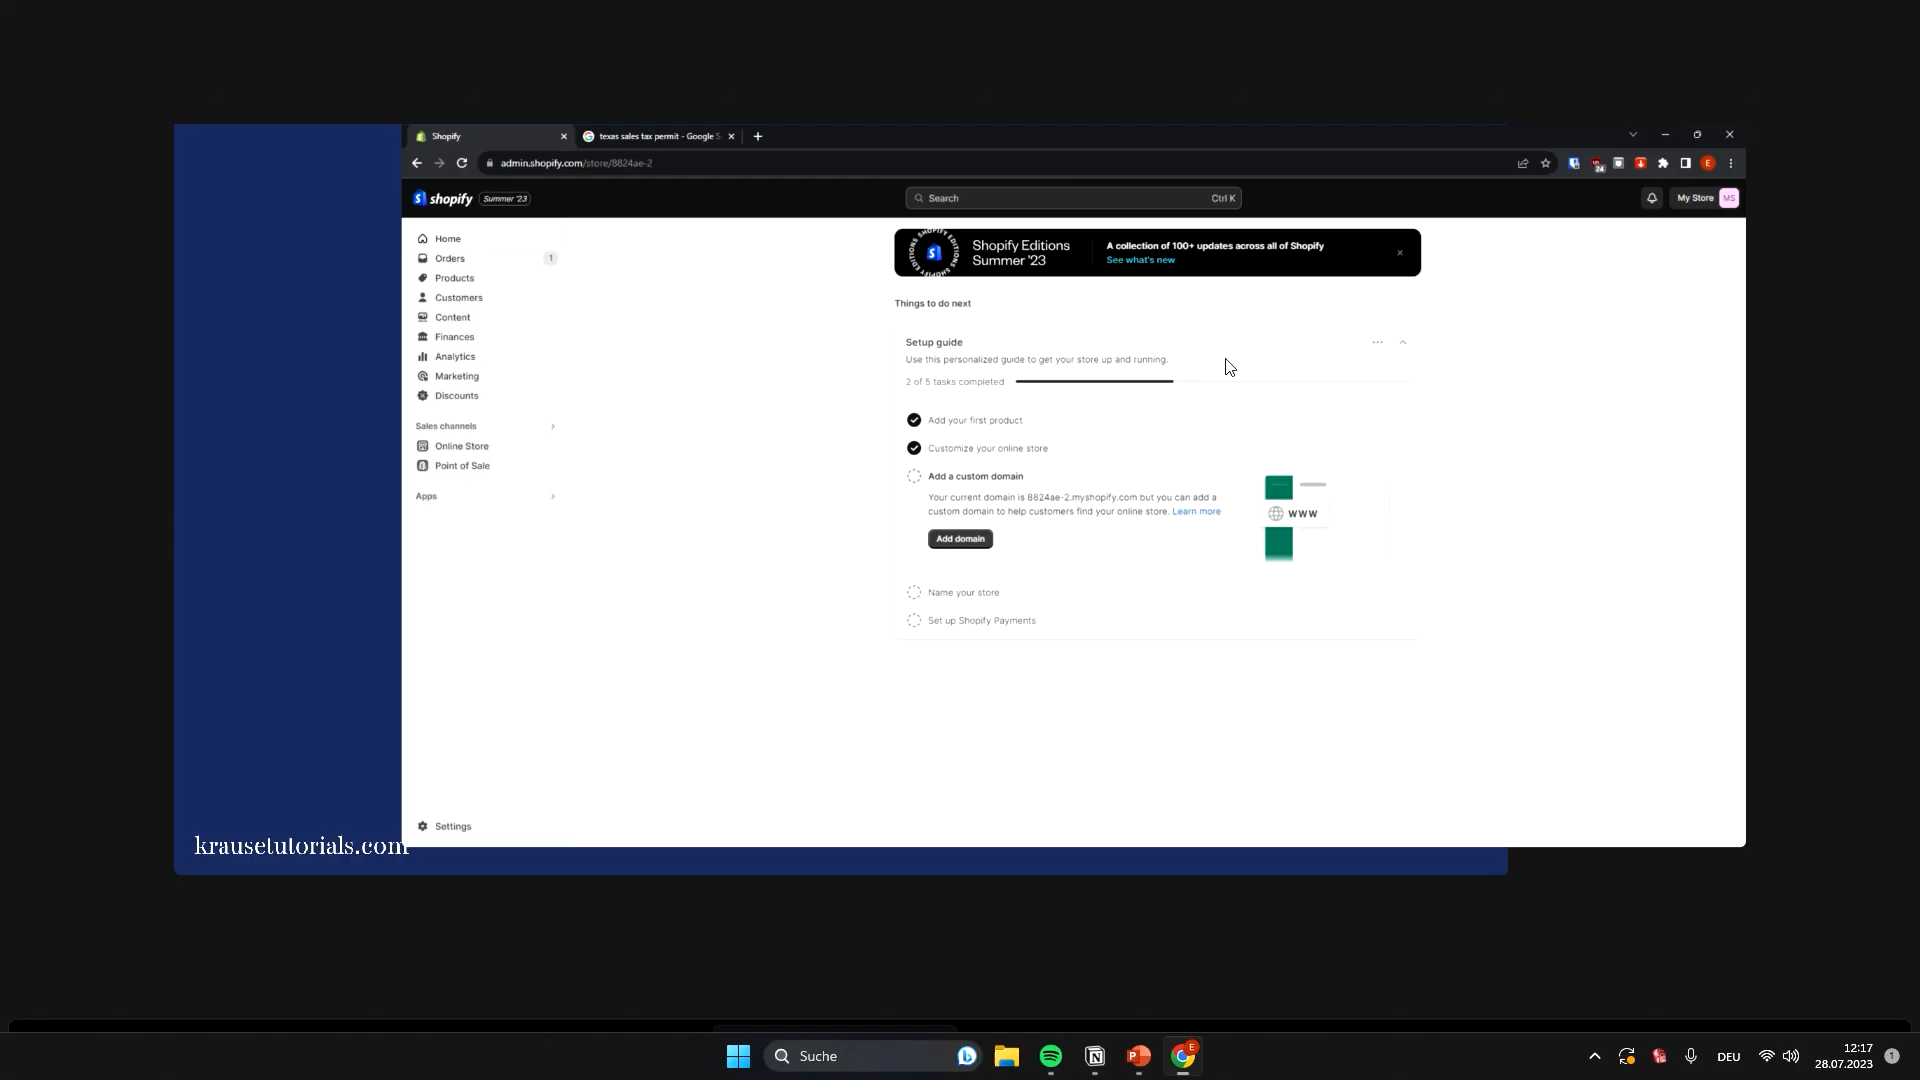 Shopify
texas sales tax permit - Google S
admin.shopify.com/store/8824ae-2
24
E
shopify
Summer '23
Search
Ctrl K
My Store
MS
Home
Orders
1
Products
Customers
Content
Finances
Analytics
Marketing
Discounts
Sales channels
Online Store
Point of Sale
Apps
Settings
SHOPIFY EDITIONS
Shopify Editions
Summer '23
A collection of 100+ updates across all of Shopify
See what's new
Things to do next
Setup guide
Use this personalized guide to get your store up and running.
2 of 5 tasks completed
Add your first product
Customize your online store
Add a custom domain
Your current domain is 8824ae-2.myshopify.com but you can add a
custom domain to help customers find your online store. Learn more
Add domain
www
Name your store
Set up Shopify Payments
krausetutorials.com
Suche
E
DEU
12:17
28.07.2023
1